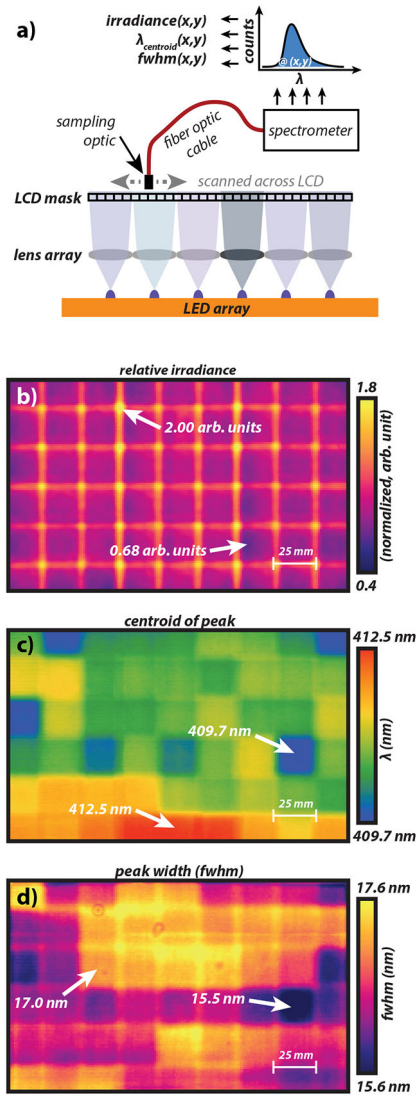 a)
irradiance(x,y)
λcentroid(x,y)
fwhm(x,y)
counts
@ (x,y)
λ
sampling
optic
fiber optic
cable
spectrometer
scanned across LCD
LCD mask
lens array
LED array
relative irradiance
b)
2.00 arb. units
0.68 arb. units
25 mm
1.8
(normalized, arb. unit)
0.4
centroid of peak
c)
409.7 nm
412.5 nm
25 mm
412.5 nm
λ (nm)
409.7 nm
peak width (fwhm)
d)
17.0 nm
15.5 nm
25 mm
17.6 nm
fwhm (nm)
15.6 nm